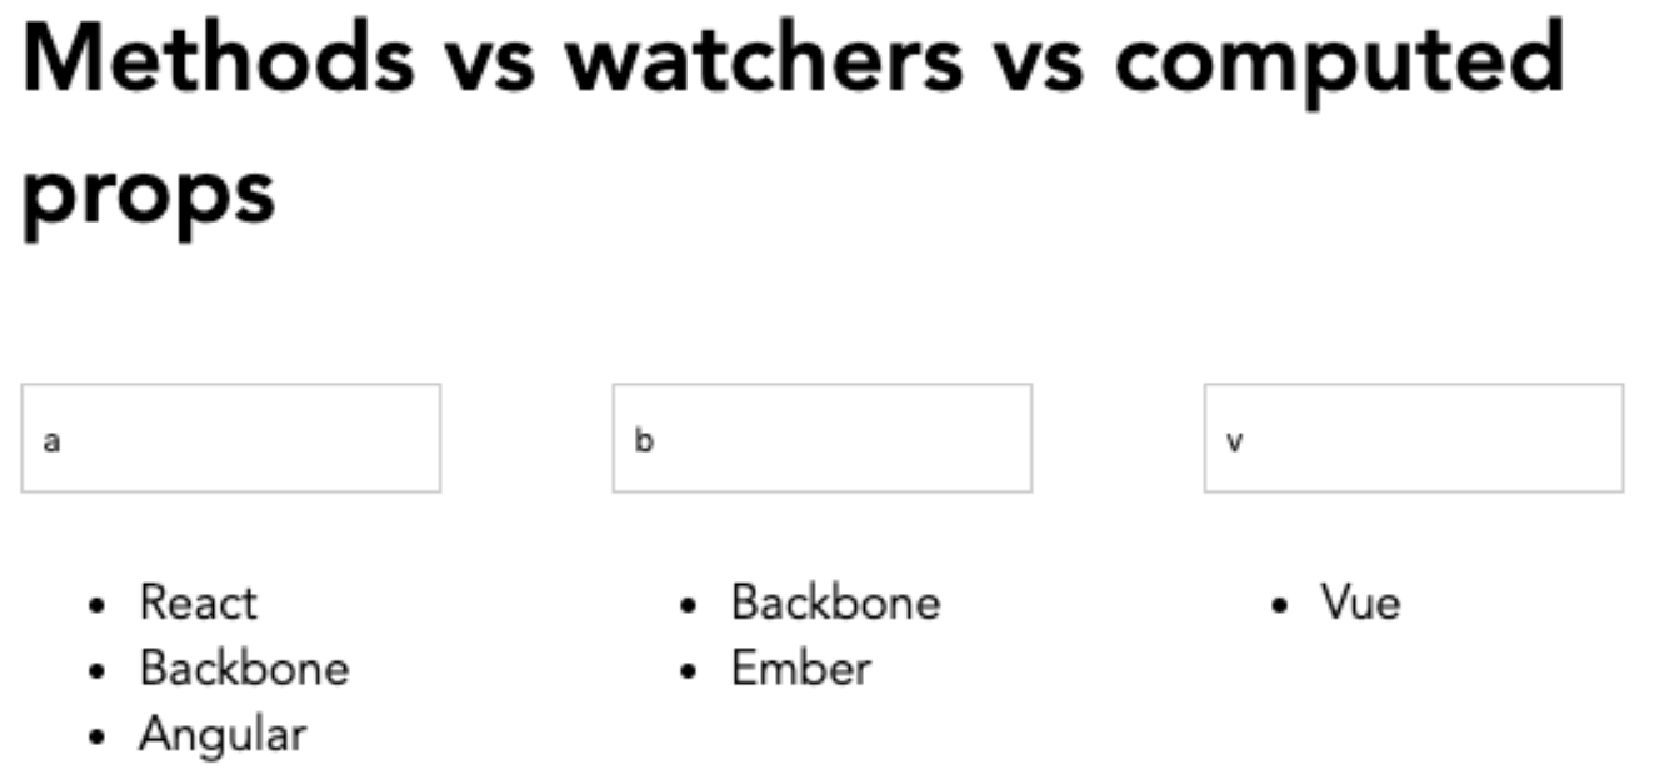 Methods vs watchers vs computed
props
a
b
v
• React
• Backbone
• Angular
• Backbone
• Ember
• Vue